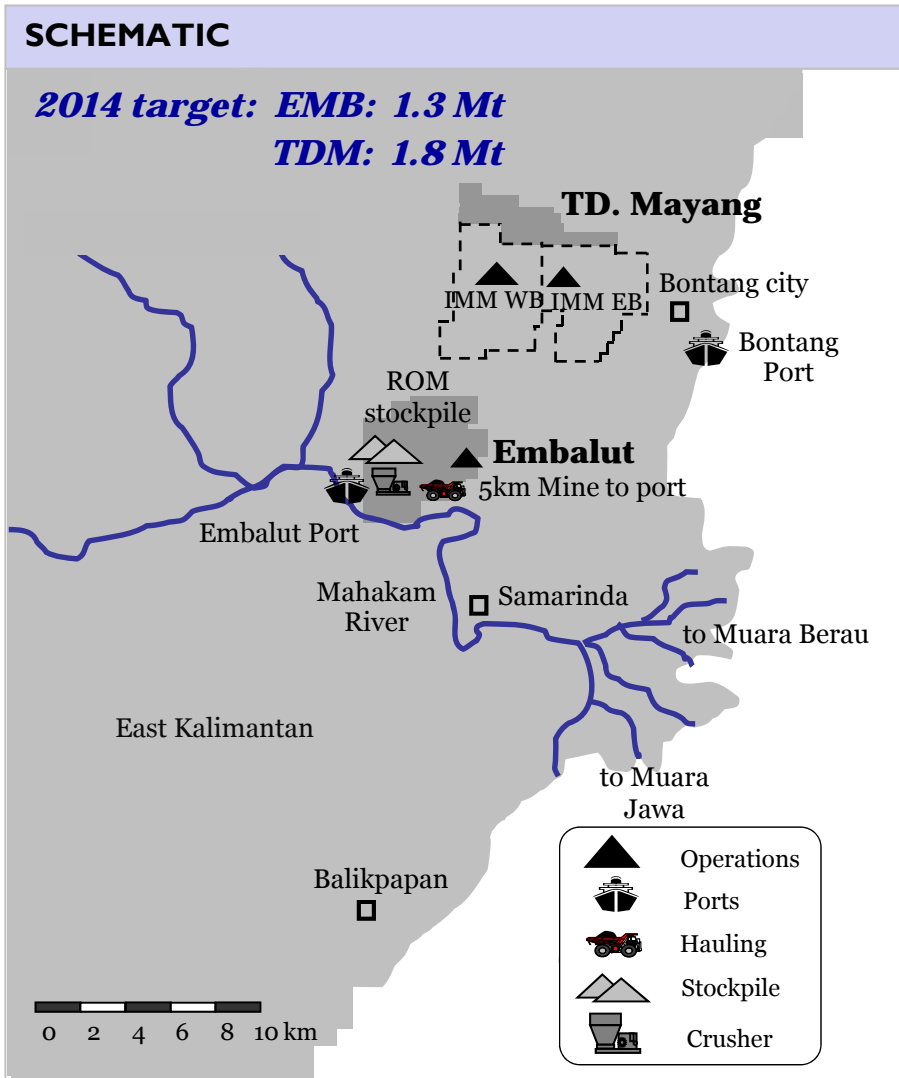 SCHEMATIC
2014 target: EMB: 1.3 Mt
TDM: 1.8 Mt
TD. Mayang
IMM WB
IMM EB
Bontang city
Bontang
Port
ROM
stockpile
Embalut
5km Mine to port
Embalut Port
Mahakam
River
Samarinda
to Muara Berau
East Kalimantan
to Muara
Jawa
Balikpapan
Operations
Ports
Hauling
Stockpile
Crusher
0 2 4 6 8 10 km